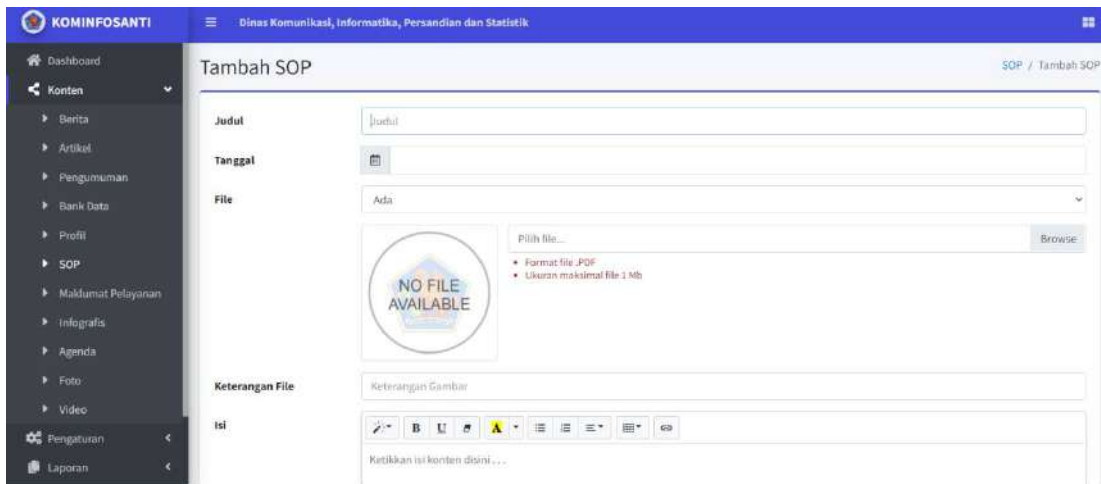 KOMINFOSANTI
Dinas Komunikasi, Informatika, Persandian dan Statistik
Dashboard
Konten
Berita
Artikel
Pengumuman
Bank Data
Profil
SOP
Maklumat Pelayanan
Infografis
Agenda
Foto
Video
Pengaturan
Laporan
Tambah SOP
SOP / Tambah SOP
Judul
Judul
Tanggal
File
Ada
NO FILE
AVAILABLE
Pilih file...
Browse
Format file .PDF
Ukuran maksimal file 1 Mb
Keterangan File
Keterangan Gambar
Isi
B U A
Ketikkan isi konten disini . . .